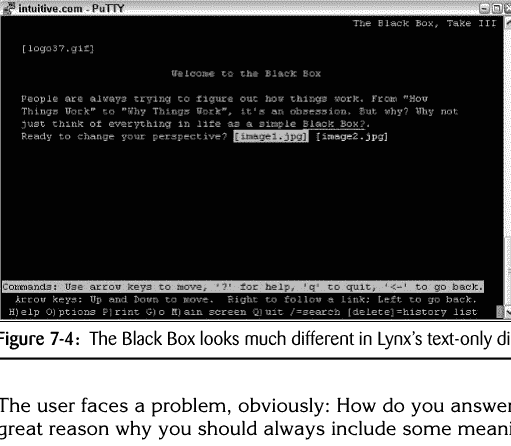 intuitive.com - PuTTY
The Black Box, Take III
[logo37.gif]
Welcome to the Black Box
People are always trying to figure out how things work. From "How
Things Work" to "Why Things Work", it's an obsession. But why? Why not
just think of everything in life as a simple Black Box?.
Ready to change your perspective? [image1.jpg] [image2.jpg]
Commands: Use arrow keys to move, '?' for help, 'q' to quit, '<-' to go back.
Arrow keys: Up and Down to move. Right to follow a link; Left to go back.
H)elp O)ptions P)rint G)o M)ain screen Q)uit /=search [delete]=history list
Figure 7-4: The Black Box looks much different in Lynx's text-only di
The user faces a problem, obviously: How do you answer
great reason why you should always include some meani